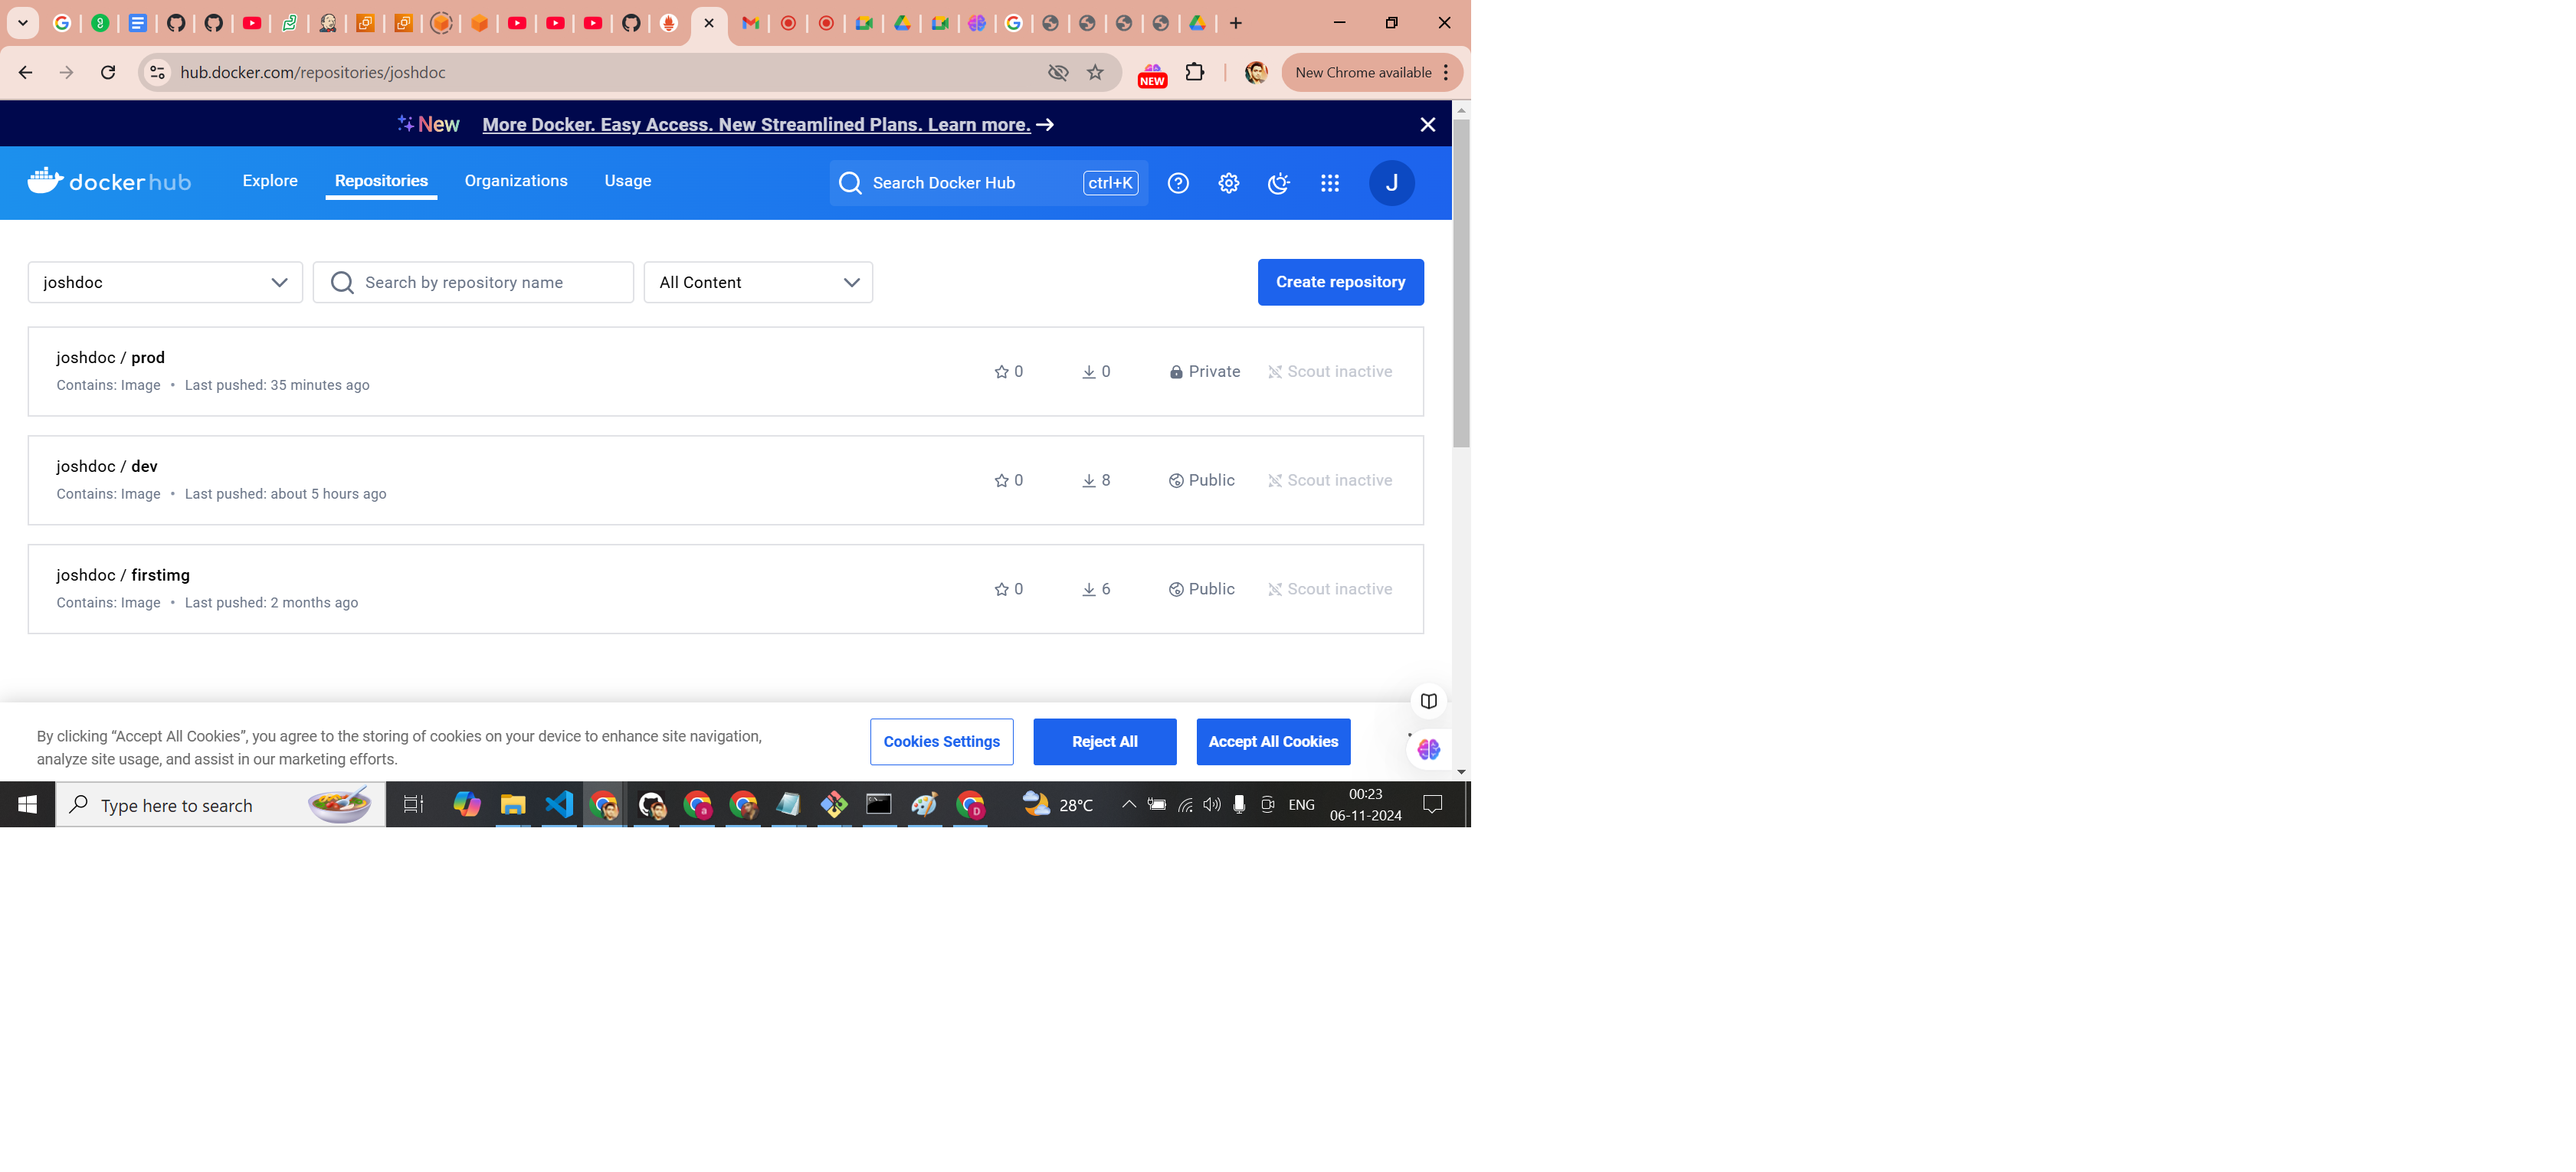 hub.docker.com/repositories/joshdoc
NEW
New Chrome available
New More Docker. Easy Access. New Streamlined Plans. Learn more. →
docker hub Explore Repositories Organizations Usage Search Docker Hub ctrl+K J
joshdoc Search by repository name All Content Create repository
joshdoc / prod
Contains: Image • Last pushed: 35 minutes ago
0 0 Private Scout inactive
joshdoc / dev
Contains: Image • Last pushed: about 5 hours ago
0 8 Public Scout inactive
joshdoc / firstimg
Contains: Image • Last pushed: 2 months ago
0 6 Public Scout inactive
By clicking “Accept All Cookies”, you agree to the storing of cookies on your device to enhance site navigation,
analyze site usage, and assist in our marketing efforts.
Cookies Settings Reject All Accept All Cookies
Type here to search
28°C ENG
00:23
06-11-2024